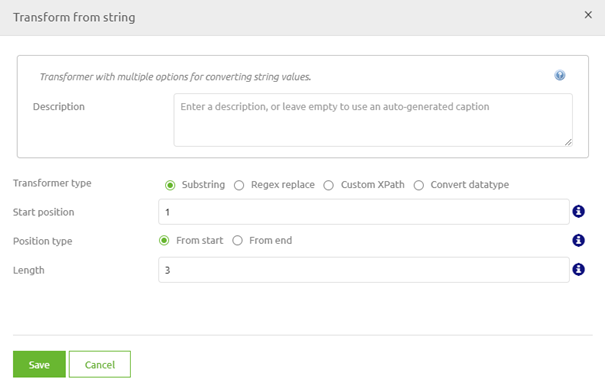 Transform from string
Transformer with multiple options for converting string values.
Description
Enter a description, or leave empty to use an auto-generated caption
Transformer type
Substring Regex replace Custom XPath Convert datatype
Start position
1
Position type
From start From end
Length
3
Save Cancel